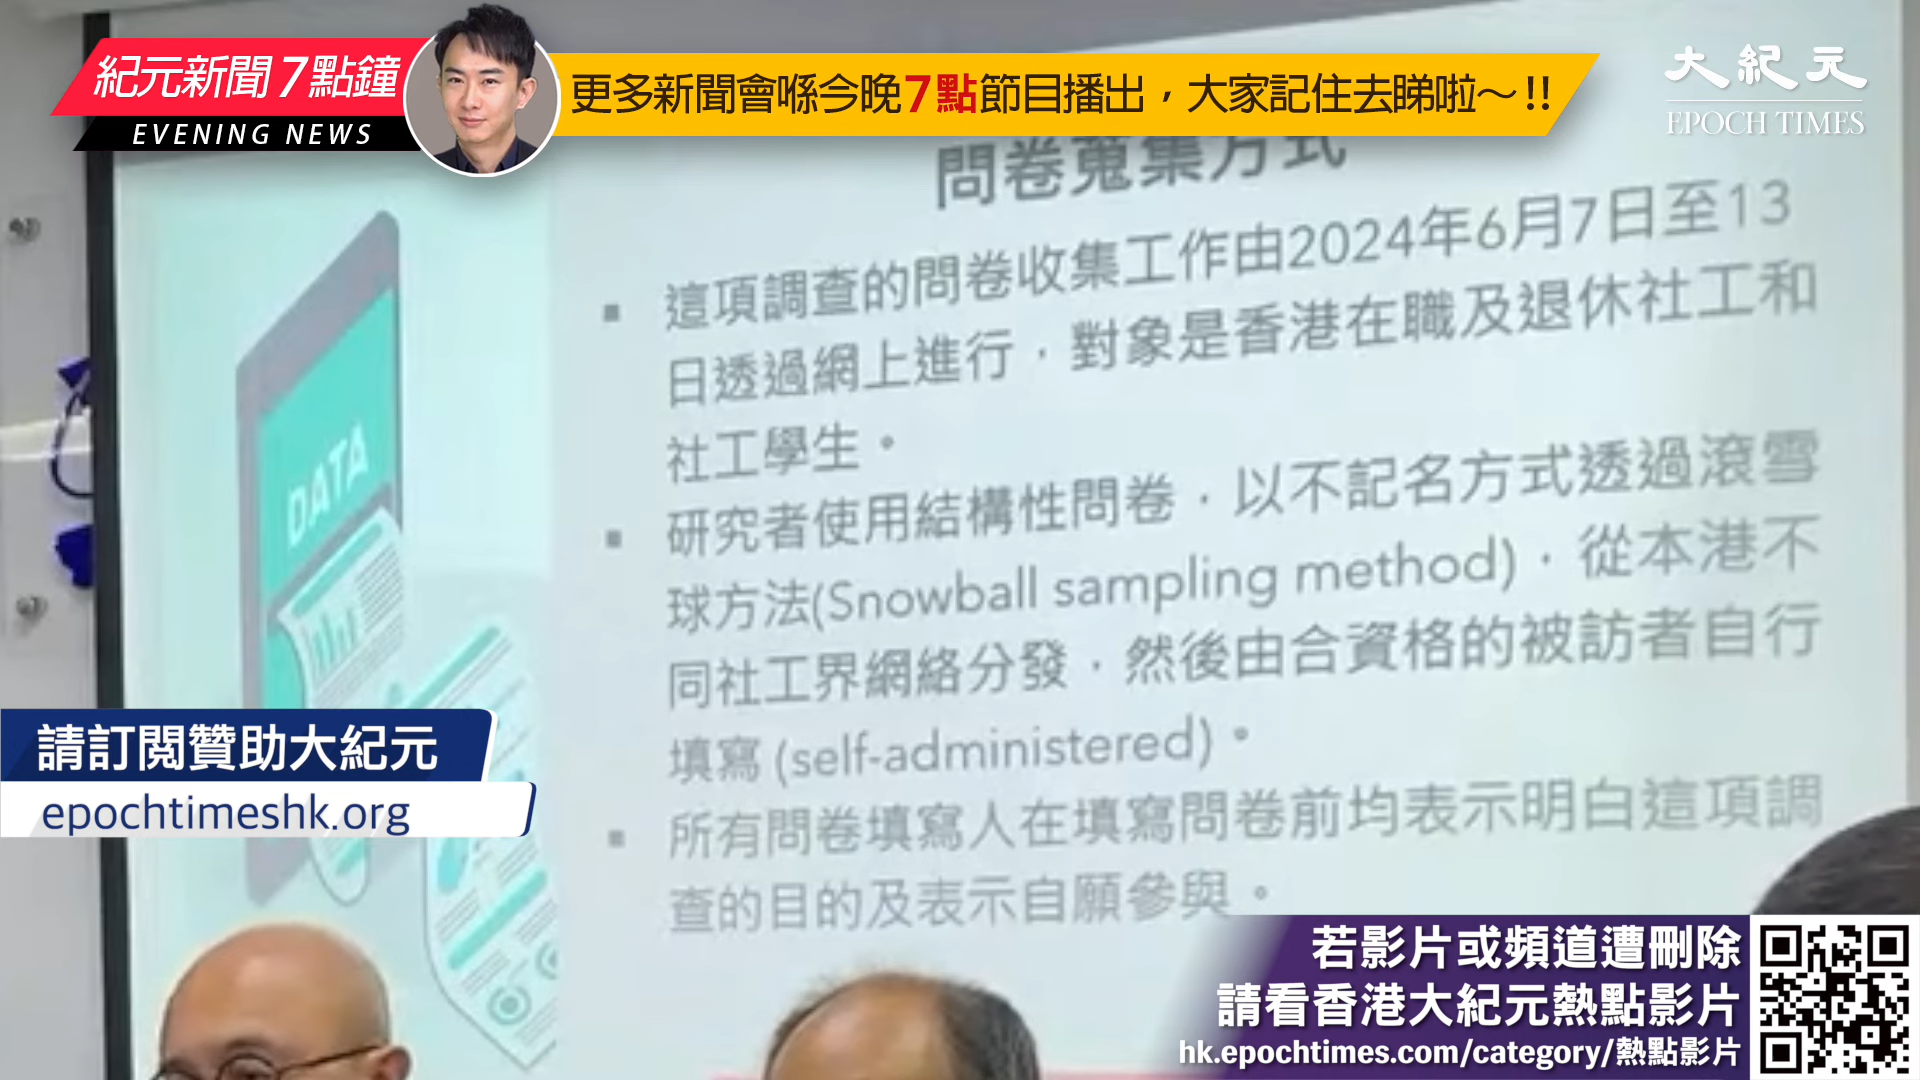 紀元新聞7點鐘
EVENING NEWS
更多新聞會喺今晚7點節目播出，大家記住去睇啦～!!
大紀元
EPOCH TIMES
問卷蒐集方式
▪ 這項調查的問卷收集工作由2024年6月7日至13
日透過網上進行，對象是香港在職及退休社工和
社工學生。
▪ 研究者使用結構性問卷，以不記名方式透過滾雪
球方法(Snowball sampling method)，從本港不
同社工界網絡分發，然後由合資格的被訪者自行
填寫 (self-administered)。
▪ 所有問卷填寫人在填寫問卷前均表示明白這項調
查的目的及表示自願參與。
DATA
請訂閱贊助大紀元
epochtimeshk.org
若影片或頻道遭刪除
請看香港大紀元熱點影片
hk.epochtimes.com/category/熱點影片